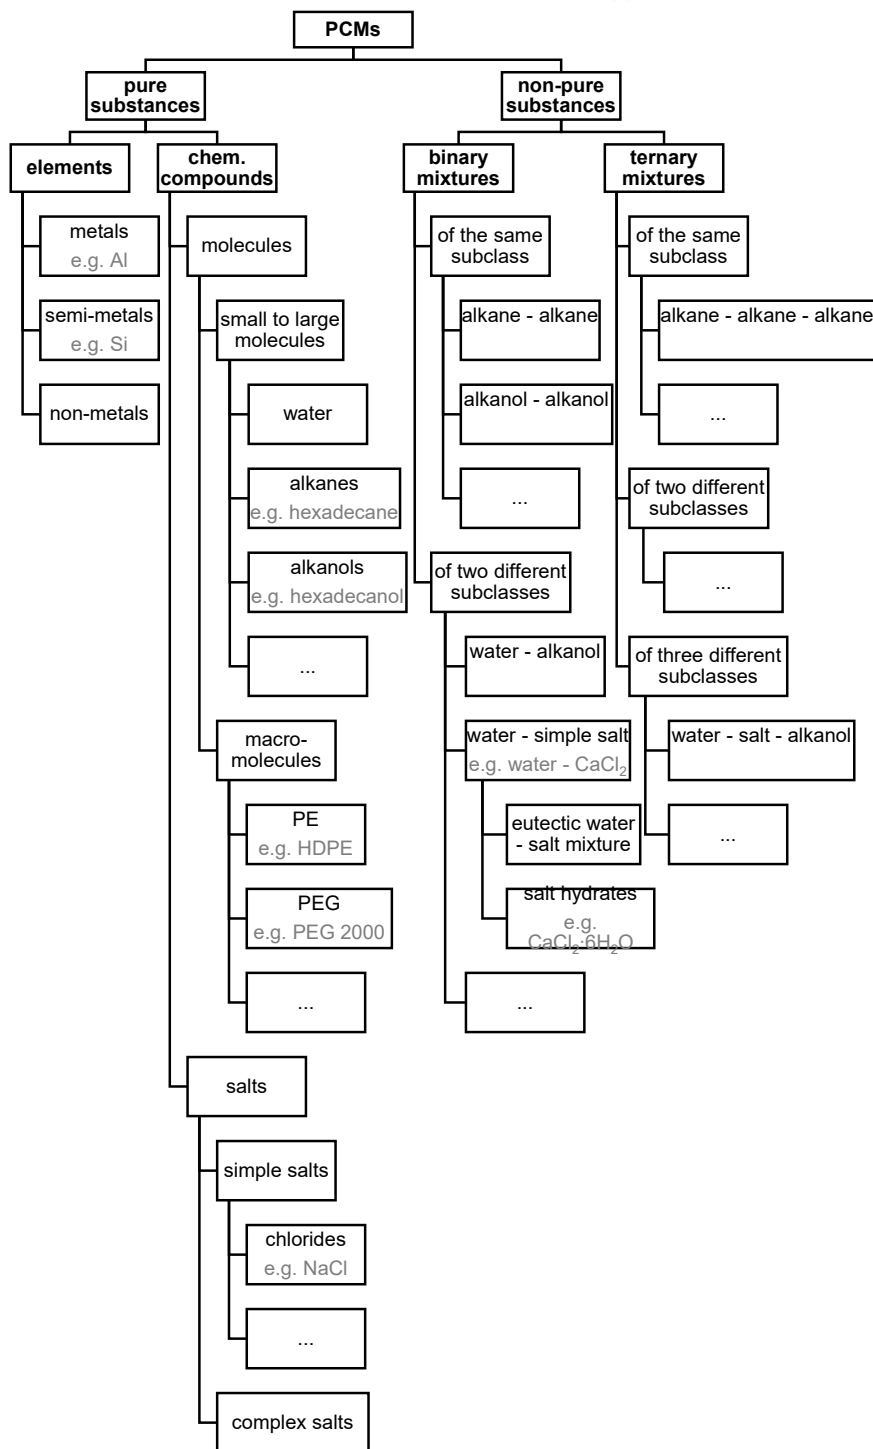 PCMs
pure
substances
non-pure
substances
elements
chem.
compounds
binary
mixtures
ternary
mixtures
metals
e.g. Al
semi-metals
e.g. Si
non-metals
molecules
small to large
molecules
water
alkanes
e.g. hexadecane
alkanols
e.g. hexadecanol
...
macro-
molecules
PE
e.g. HDPE
PEG
e.g. PEG 2000
...
salts
simple salts
chlorides
e.g. NaCl
...
complex salts
of the same
subclass
alkane - alkane
alkanol - alkanol
...
of two different
subclasses
water - alkanol
water - simple salt
e.g. water - CaCl₂
eutectic water
- salt mixture
salt hydrates
e.g.
CaCl₂·6H₂O
...
of the same
subclass
alkane - alkane - alkane
...
of two different
subclasses
...
of three different
subclasses
water - salt - alkanol
...